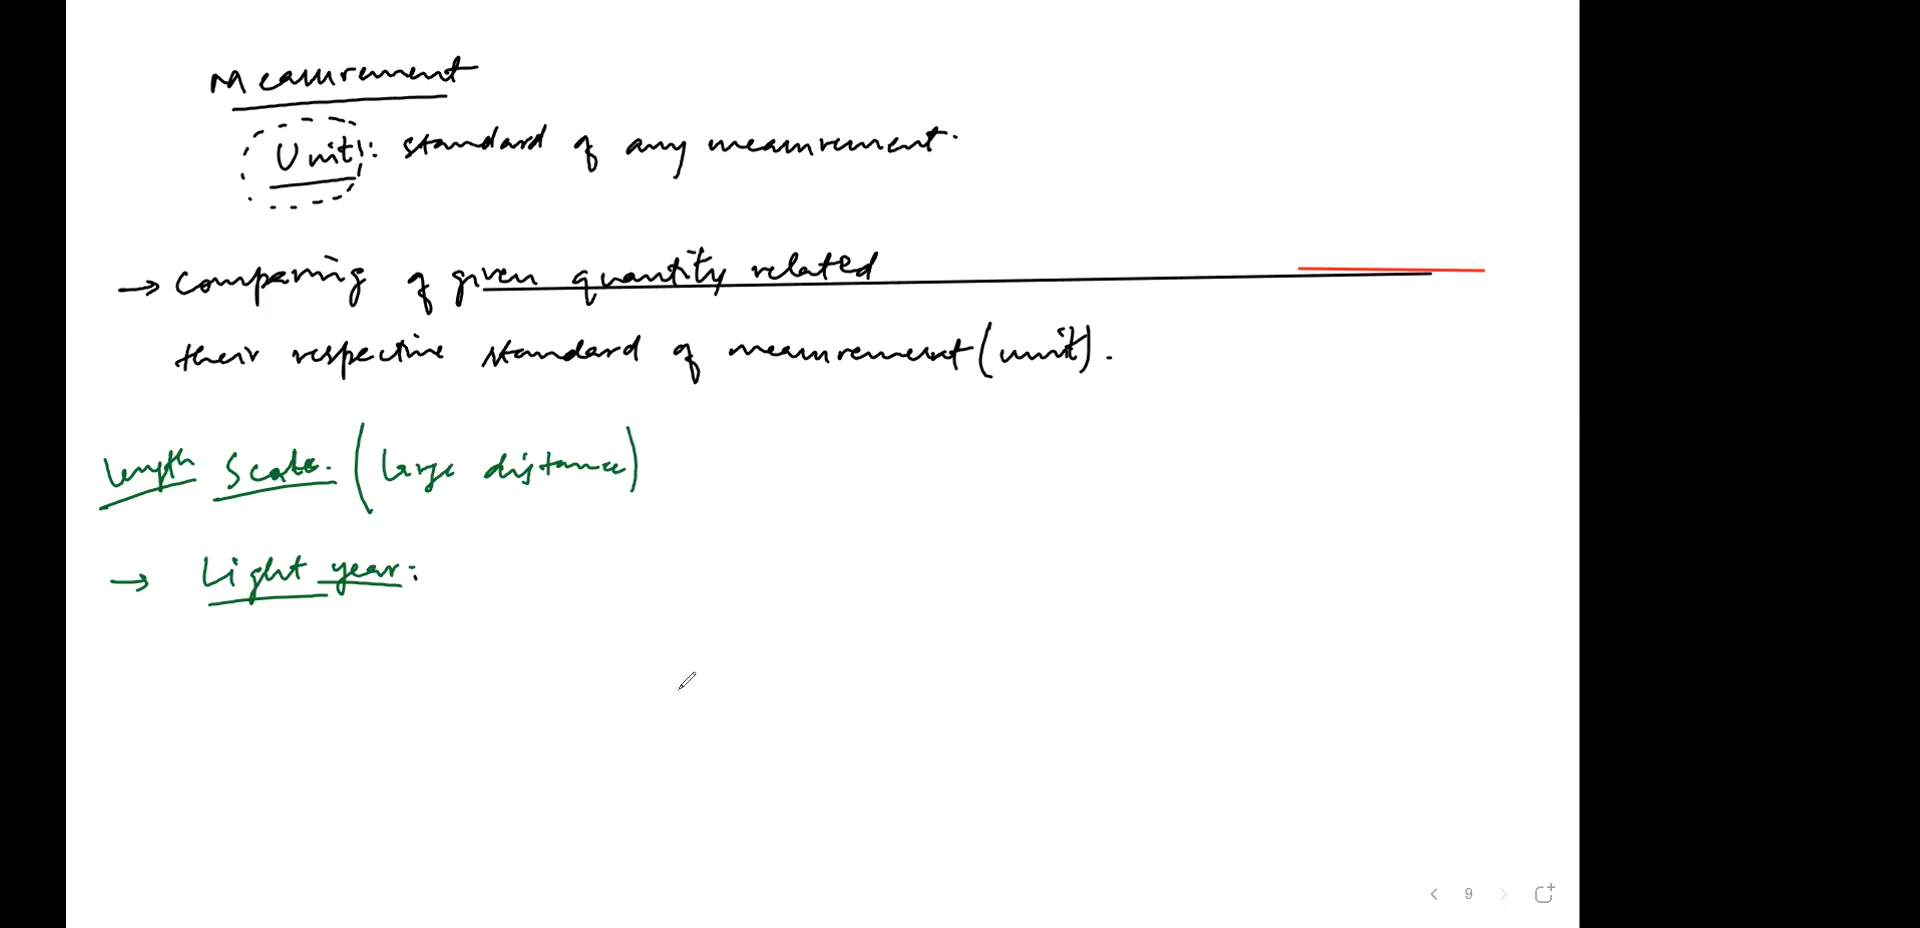 Measurement
Unit: standard of any measurement.
→ Comparing of given quantity related
their respective standard of measurement (unit).
Length Scale. (large distance)
→ Light year:
9